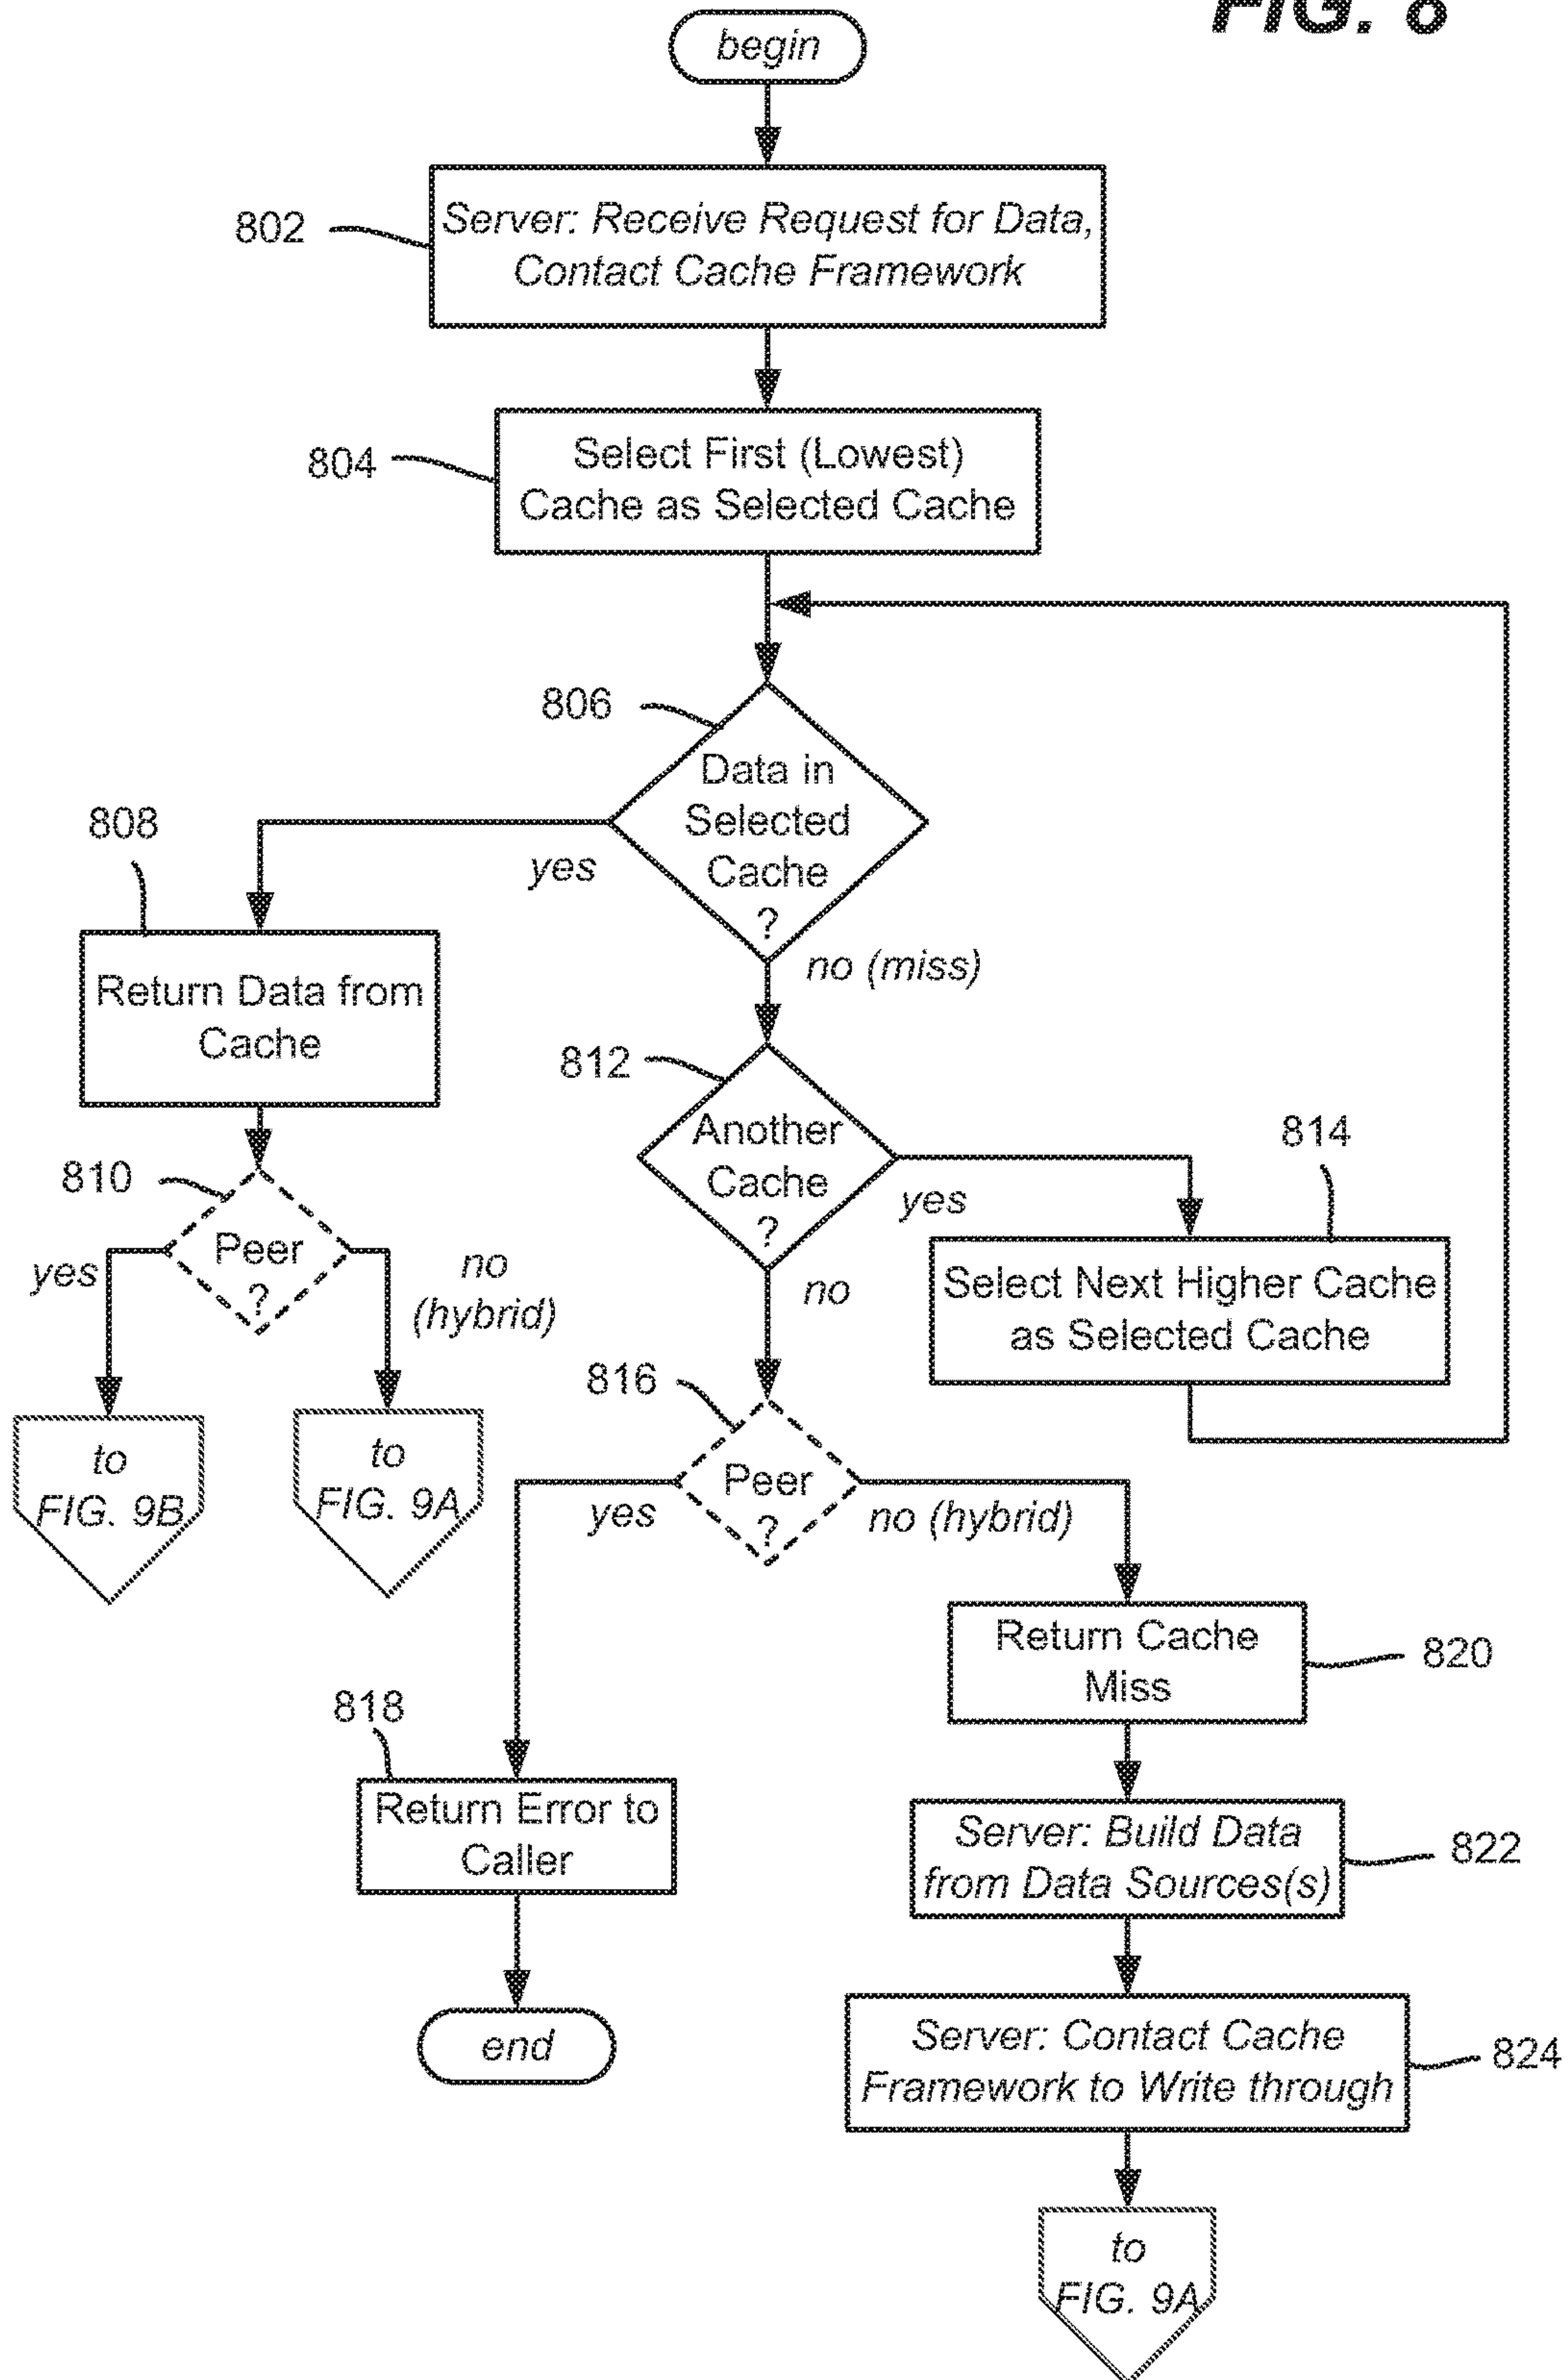 FIG. 8
begin
802
Server: Receive Request for Data,
Contact Cache Framework
804
Select First (Lowest)
Cache as Selected Cache
806
Data in
Selected
Cache
?
yes
no (miss)
808
Return Data from
Cache
810
Peer
?
yes
no
(hybrid)
to
FIG. 9B
to
FIG. 9A
812
Another
Cache
?
yes
no
814
Select Next Higher Cache
as Selected Cache
816
Peer
?
yes
no (hybrid)
818
Return Error to
Caller
end
Return Cache
Miss
820
Server: Build Data
from Data Sources(s)
822
Server: Contact Cache
Framework to Write through
824
to
FIG. 9A